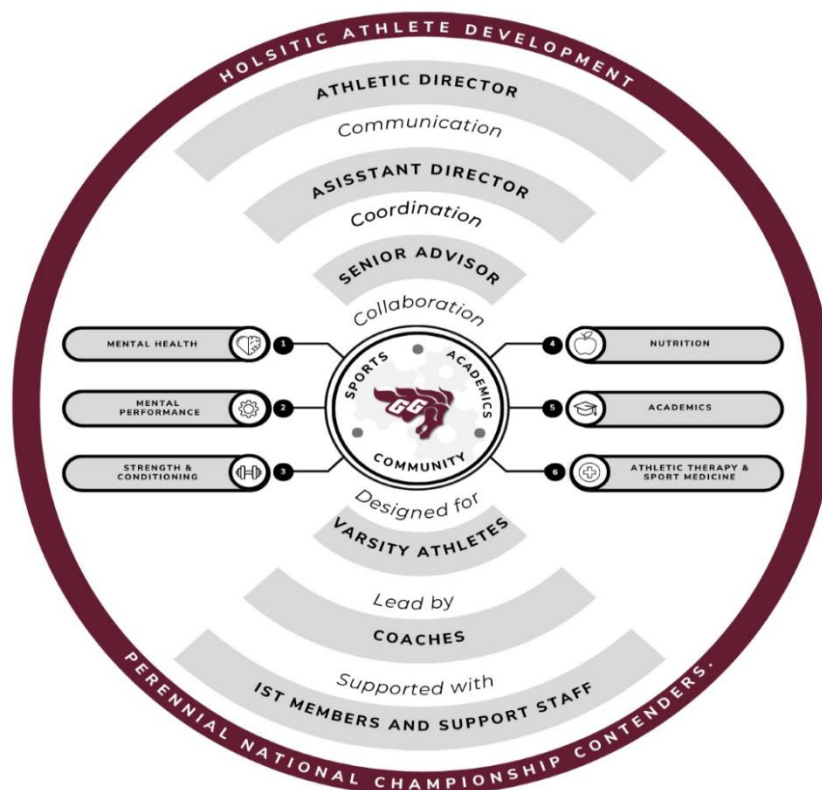 HOLSITIC ATHLETE DEVELOPMENT
ATHLETIC DIRECTOR
Communication
ASISSTANT DIRECTOR
Coordination
SENIOR ADVISOR
Collaboration
MENTAL HEALTH
1
MENTAL
PERFORMANCE
2
STRENGTH &
CONDITIONING
3
SPORTS
ACADEMICS
GG
COMMUNITY
4
NUTRITION
5
ACADEMICS
6
ATHLETIC THERAPY &
SPORT MEDICINE
Designed for
VARSITY ATHLETES
Lead by
COACHES
Supported with
IST MEMBERS AND SUPPORT STAFF
PERENNIAL NATIONAL CHAMPIONSHIP CONTENDERS.